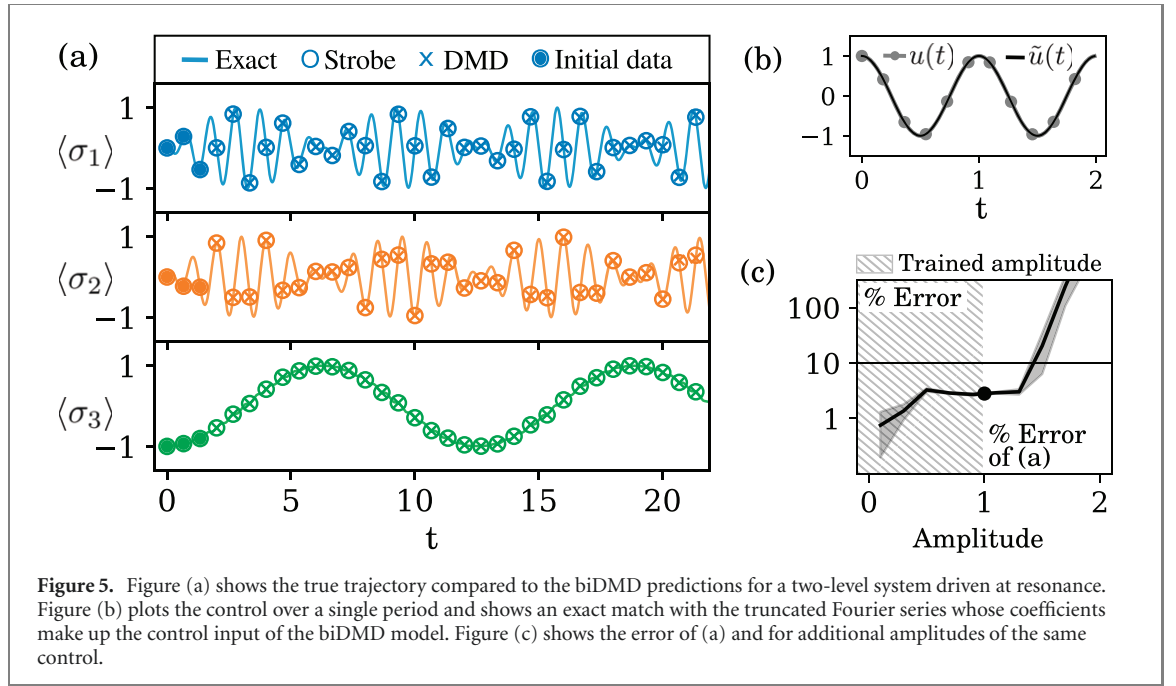 (a)
Exact Strobe DMD Initial data
⟨σ1⟩
1
−1
⟨σ2⟩
1
−1
⟨σ3⟩
1
−1
0 5 10 15 20
t
(b)
u(t) ũ(t)
1
0
−1
0 1 2
t
(c)
Trained amplitude
% Error
100
10
1
% Error
of (a)
0 1 2
Amplitude
Figure 5. Figure (a) shows the true trajectory compared to the biDMD predictions for a two-level system driven at resonance.
Figure (b) plots the control over a single period and shows an exact match with the truncated Fourier series whose coefficients
make up the control input of the biDMD model. Figure (c) shows the error of (a) and for additional amplitudes of the same
control.